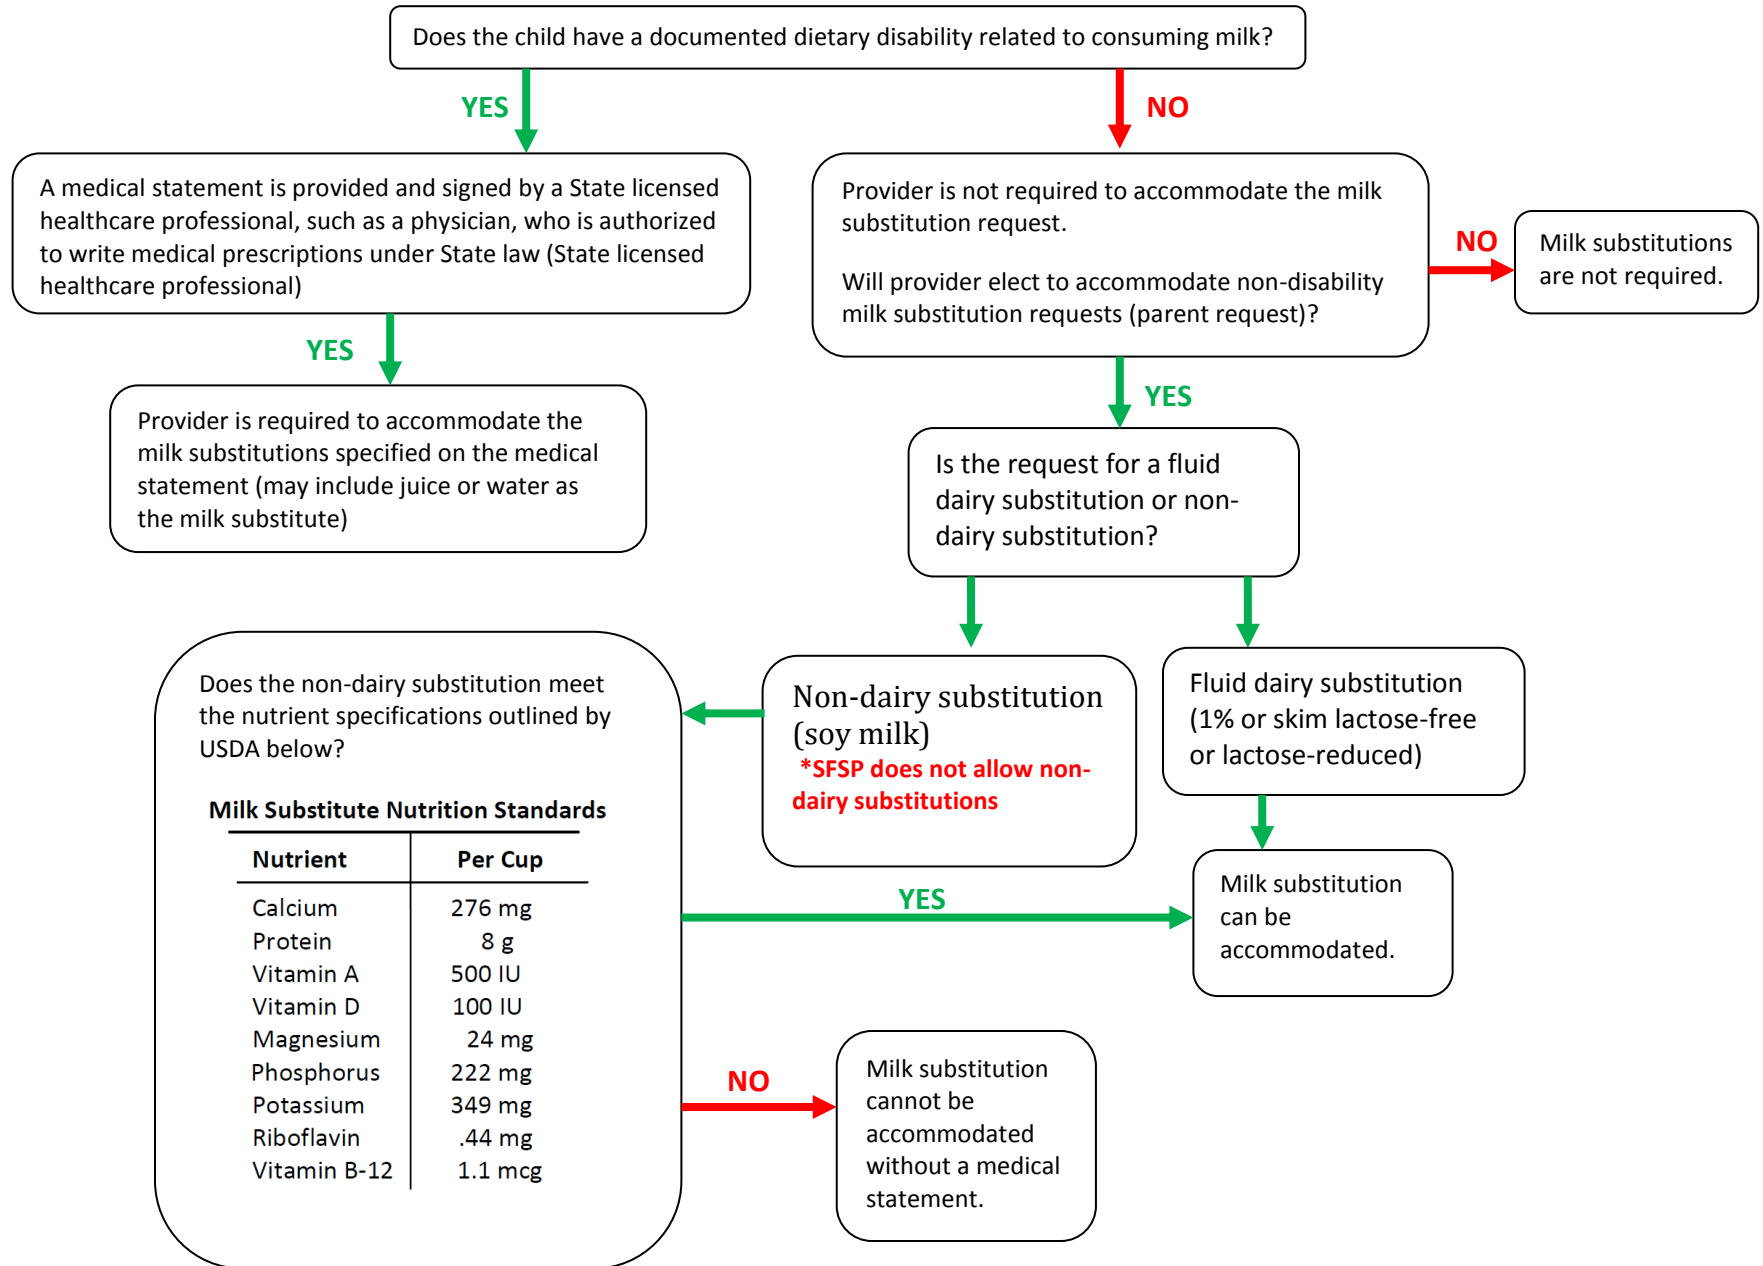 Does the child have a documented dietary disability related to consuming milk?
YES
NO
A medical statement is provided and signed by a State licensed
healthcare professional, such as a physician, who is authorized
to write medical prescriptions under State law (State licensed
healthcare professional)
Provider is not required to accommodate the milk
substitution request.
Will provider elect to accommodate non-disability
milk substitution requests (parent request)?
NO
Milk substitutions
are not required.
YES
Provider is required to accommodate the
milk substitutions specified on the medical
statement (may include juice or water as
the milk substitute)
YES
Is the request for a fluid
dairy substitution or non-
dairy substitution?
Non-dairy substitution
(soy milk)
*SFSP does not allow non-
dairy substitutions
Fluid dairy substitution
(1% or skim lactose-free
or lactose-reduced)
Does the non-dairy substitution meet
the nutrient specifications outlined by
USDA below?
Milk Substitute Nutrition Standards
Nutrient Per Cup
Calcium 276 mg
Protein 8 g
Vitamin A 500 IU
Vitamin D 100 IU
Magnesium 24 mg
Phosphorus 222 mg
Potassium 349 mg
Riboflavin .44 mg
Vitamin B-12 1.1 mcg
YES
Milk substitution
can be
accommodated.
NO
Milk substitution
cannot be
accommodated
without a medical
statement.